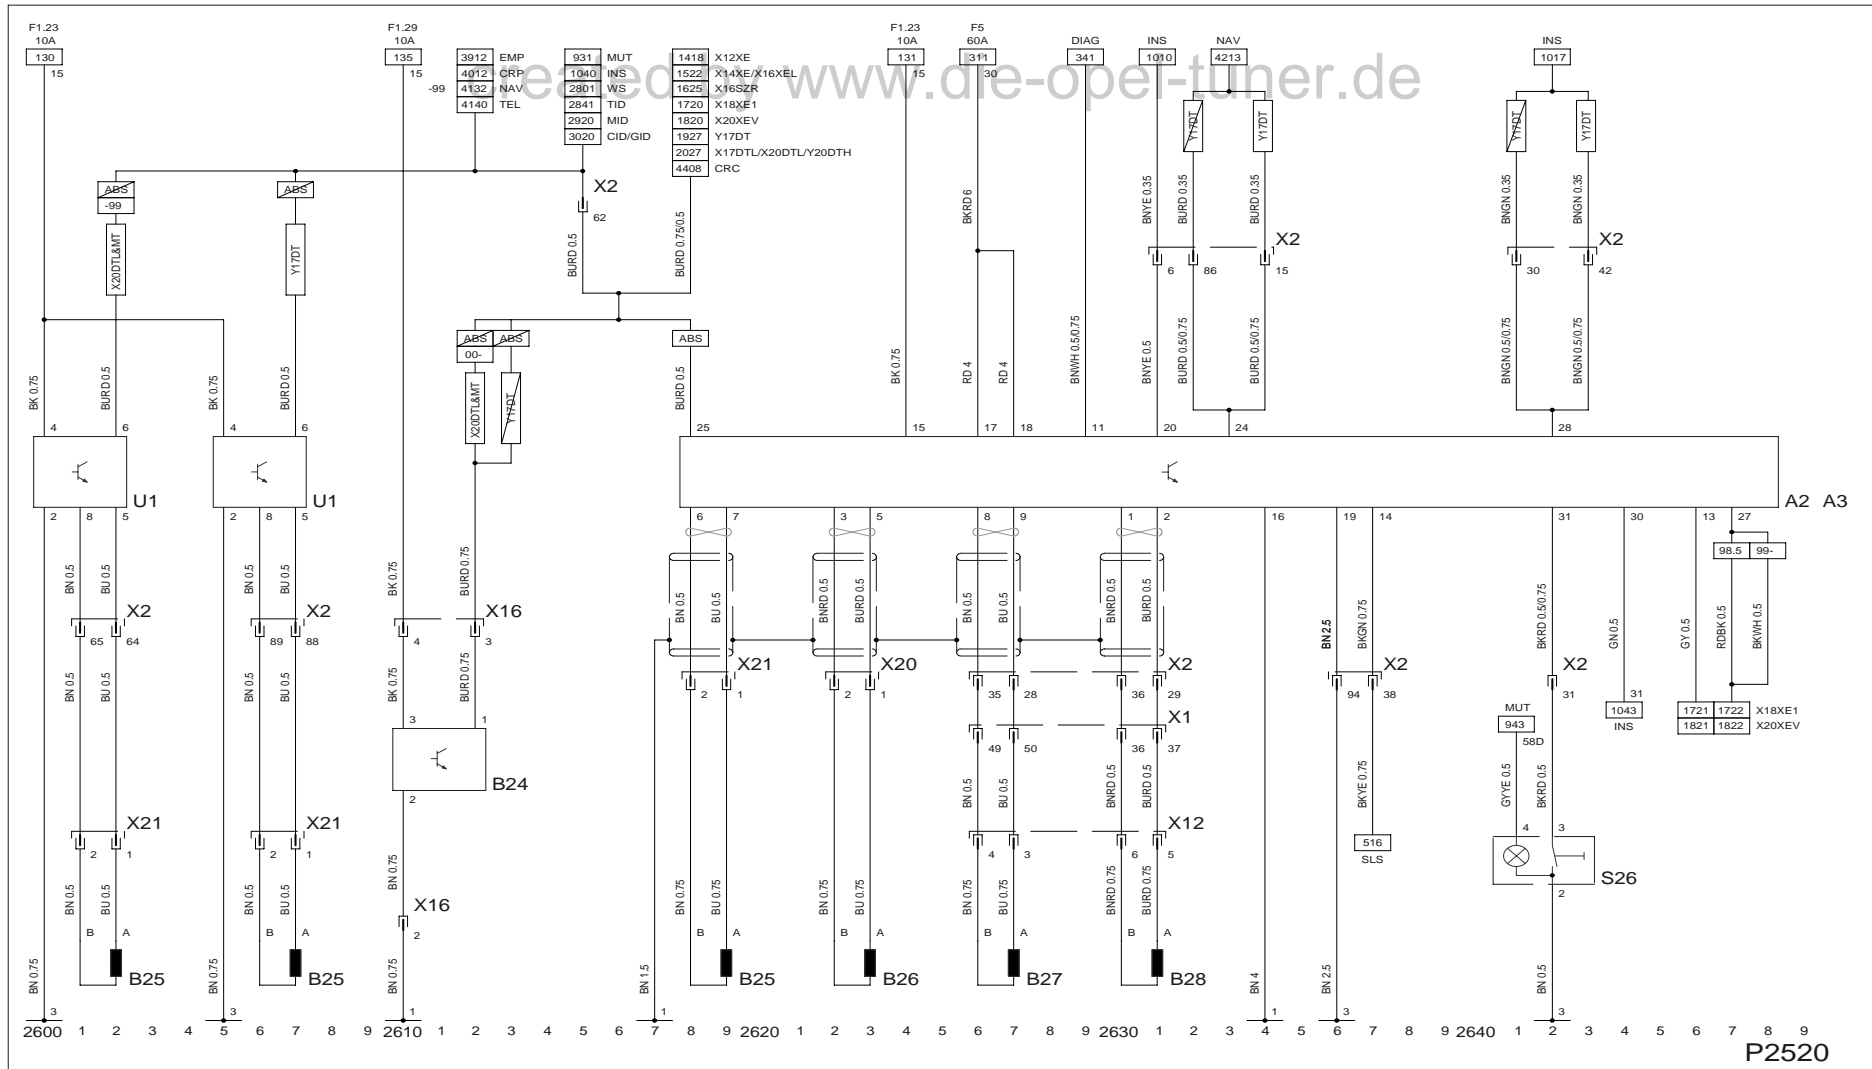 created by www.die-opel-tuner.de
F1.23 F1.29 F1.23 F5
10A 10A 10A 60A DIAG INS NAV INS
130 135 131 311 341 1010 4213 1017
15 15 15 30
3912 EMP
4012 CRP
-99 4132 NAV
4140 TEL
931 MUT
1040 INS
2801 WS
2841 TID
2920 MID
3020 CID/GID
1418 X12XE
1522 X14XE/X16XEL
1625 X16SZR
1720 X18XE1
1820 X20XEV
1927 Y17DT
2027 X17DTL/X20DTL/Y20DTH
4408 CRC
Y17DT Y17DT Y17DT Y17DT
ABS ABS X2
-99
62
X20DTL&MT Y17DT BURD 0.5 BURD 0.75/0.5
BKRD 6 BNYE 0.35 BURD 0.35 BURD 0.35 BNGN 0.35 BNGN 0.35
X2 X2
6 86 15 30 42
ABS ABS ABS
00-
X20DTL&MT Y17DT
BK 0.75 BURD 0.5 BK 0.75 BURD 0.5 BURD 0.5 BK 0.75 RD 4 RD 4 BNWH 0.5/0.75 BNYE 0.5 BURD 0.5/0.75 BURD 0.5/0.75 BNGN 0.5/0.75 BNGN 0.5/0.75
4 6 4 6 25 15 17 18 11 20 24 28
U1 U1 A2 A3
2 8 5 2 8 5 6 7 3 5 8 9 1 2 16 19 14 31 30 13 27
98.5 99-
BN 0.5 BU 0.5 BN 0.5 BU 0.5 BK 0.75 BURD 0.75 BN 0.5 BU 0.5 BNRD 0.5 BURD 0.5 BN 0.5 BU 0.5 BNRD 0.5 BURD 0.5 BN 2.5 BKGN 0.75 BKRD 0.5/0.75 GN 0.5 GY 0.5 RDBK 0.5 BKWH 0.5
X2 X2 X16
65 64 89 88 4 3
X21 X20 X2 X2 X2
2 1 2 1 35 28 36 29 94 38 31
BN 0.5 BU 0.5 BN 0.5 BU 0.5 BK 0.75 BURD 0.75
31
MUT 1043 1721 1722 X18XE1
943 INS 1821 1822 X20XEV
58D
3 1 X1
49 50 36 37
B24
2
BN 0.5 BU 0.5 BNRD 0.5 BURD 0.5 BKYE 0.75 GYYE 0.5 BKRD 0.5
X21 X21 X12
2 1 2 1 4 3 6 5
516
SLS
4 3
S26
2
BN 0.5 BU 0.5 BN 0.5 BU 0.5 BN 0.75 BN 0.75 BU 0.75 BN 0.75 BU 0.75 BN 0.75 BU 0.75 BNRD 0.75 BURD 0.75
X16
2
B A B A B A B A B A B A
B25 B25 B25 B26 B27 B28
BN 0.75 BN 0.75 BN 0.75 BN 1.5 BN 4 BN 2.5 BN 0.5
3 3 1 1 1 3 3
2600 1 2 3 4 5 6 7 8 9 2610 1 2 3 4 5 6 7 8 9 2620 1 2 3 4 5 6 7 8 9 2630 1 2 3 4 5 6 7 8 9 2640 1 2 3 4 5 6 7 8 9
P2520